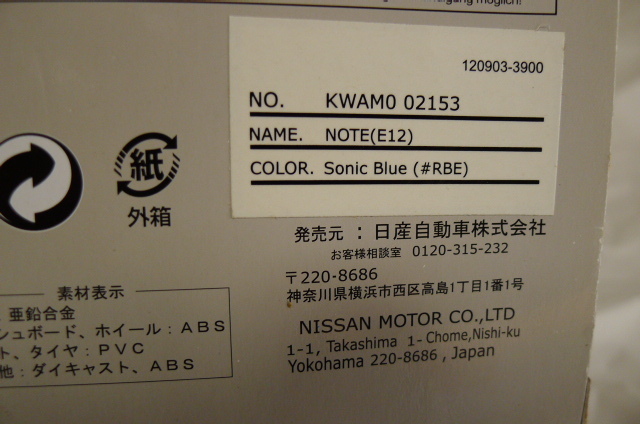 möglich!
120903-3900
NO. KWAM0 02153
NAME. NOTE(E12)
COLOR. Sonic Blue (#RBE)
紙
外箱
発売元 : 日産自動車株式会社
お客様相談室 0120-315-232
〒220-8686
神奈川県横浜市西区高島1丁目1番1号
NISSAN MOTOR CO.,LTD
1-1, Takashima 1- Chome,Nishi-ku
Yokohama 220-8686 , Japan
素材表示
: 亜鉛合金
シュボード、ホイール: ABS
ト、タイヤ: PVC
他: ダイキャスト、ABS